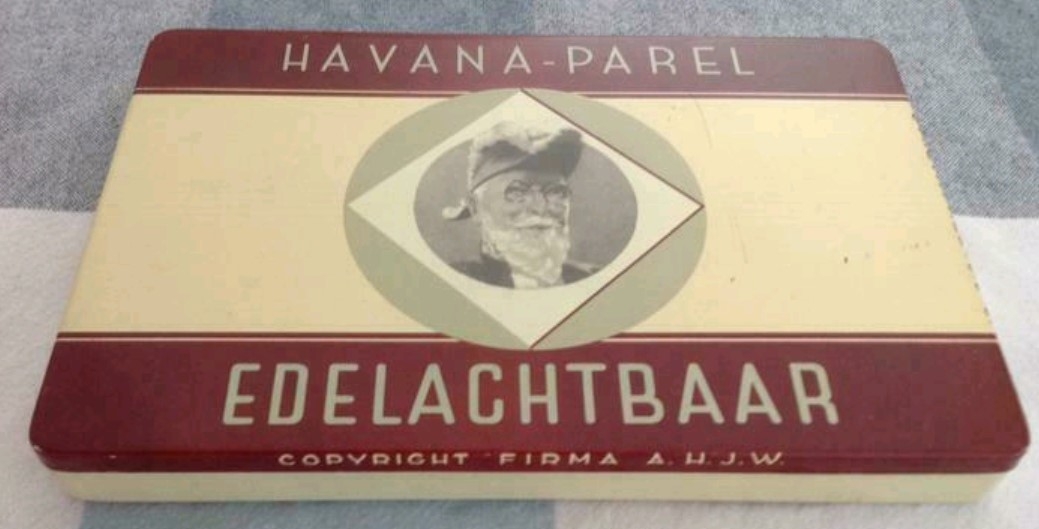 HAVANA-PAREL
EDELACHTBAAR
COPYRIGHT FIRMA A.H.J.W.